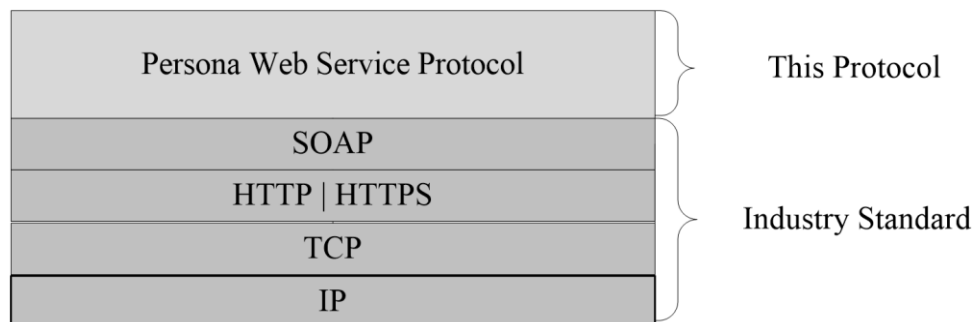 Persona Web Service Protocol
This Protocol
SOAP
HTTP | HTTPS
TCP
IP
Industry Standard